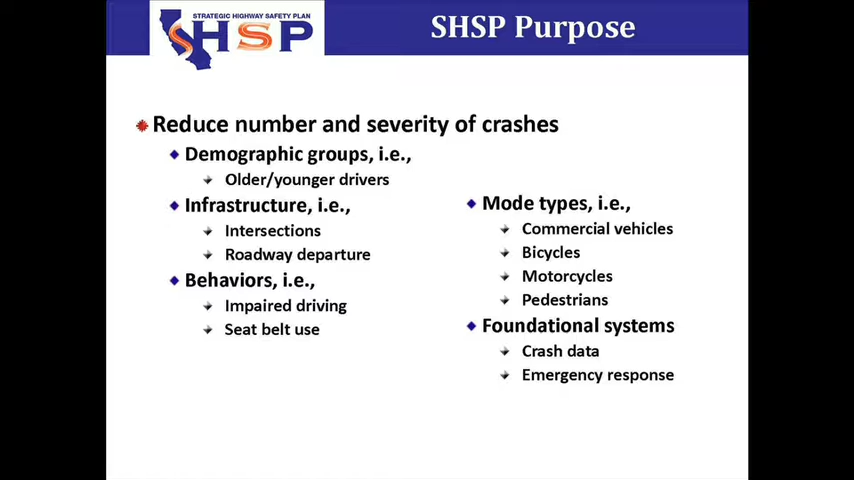 STRATEGIC HIGHWAY SAFETY PLAN
SHSP
SHSP Purpose
Reduce number and severity of crashes
Demographic groups, i.e.,
Older/younger drivers
Infrastructure, i.e.,
Intersections
Roadway departure
Behaviors, i.e.,
Impaired driving
Seat belt use
Mode types, i.e.,
Commercial vehicles
Bicycles
Motorcycles
Pedestrians
Foundational systems
Crash data
Emergency response